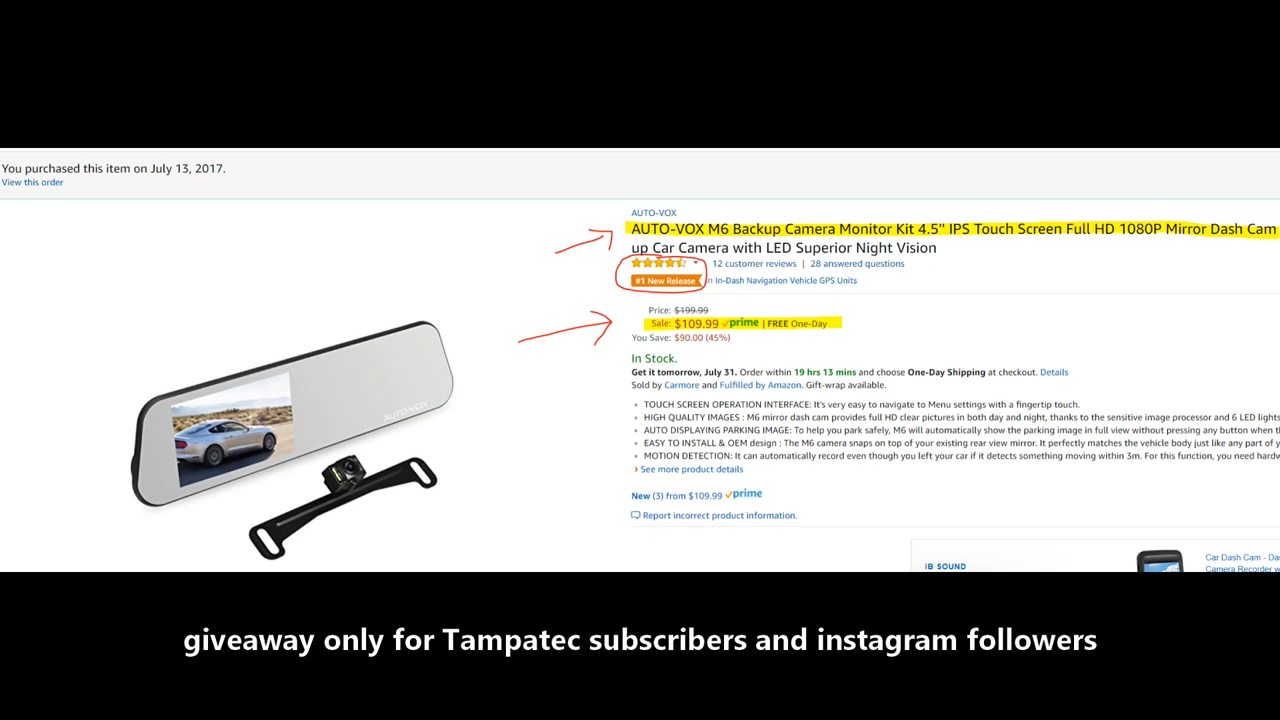 You purchased this item on July 13, 2017.
View this order
AUTO-VOX
AUTO-VOX M6 Backup Camera Monitor Kit 4.5" IPS Touch Screen Full HD 1080P Mirror Dash Cam
up Car Camera with LED Superior Night Vision
12 customer reviews | 28 answered questions
#1 New Release in In-Dash Navigation Vehicle GPS Units
Price: $199.99
Sale: $109.99 prime | FREE One-Day
You Save: $90.00 (45%)
In Stock.
Get it tomorrow, July 31. Order within 19 hrs 13 mins and choose One-Day Shipping at checkout. Details
Sold by Carmore and Fulfilled by Amazon. Gift-wrap available.
TOUCH SCREEN OPERATION INTERFACE: It's very easy to navigate to Menu settings with a fingertip touch.
HIGH QUALITY IMAGES : M6 mirror dash cam provides full HD clear pictures in both day and night, thanks to the sensitive image processor and 6 LED lights
AUTO DISPLAYING PARKING IMAGE: To help you park safely, M6 will automatically show the parking image in full view without pressing any button when th
EASY TO INSTALL & OEM design : The M6 camera snaps on top of your existing rear view mirror. It perfectly matches the vehicle body just like any part of y
MOTION DETECTION: It can automatically record even though you left your car if it detects something moving within 3m. For this function, you need hardw
› See more product details
New (3) from $109.99 prime
Report incorrect product information.
AUTO-VOX
IB SOUND
Car Dash Cam - Das
Camera Recorder w
giveaway only for Tampatec subscribers and instagram followers